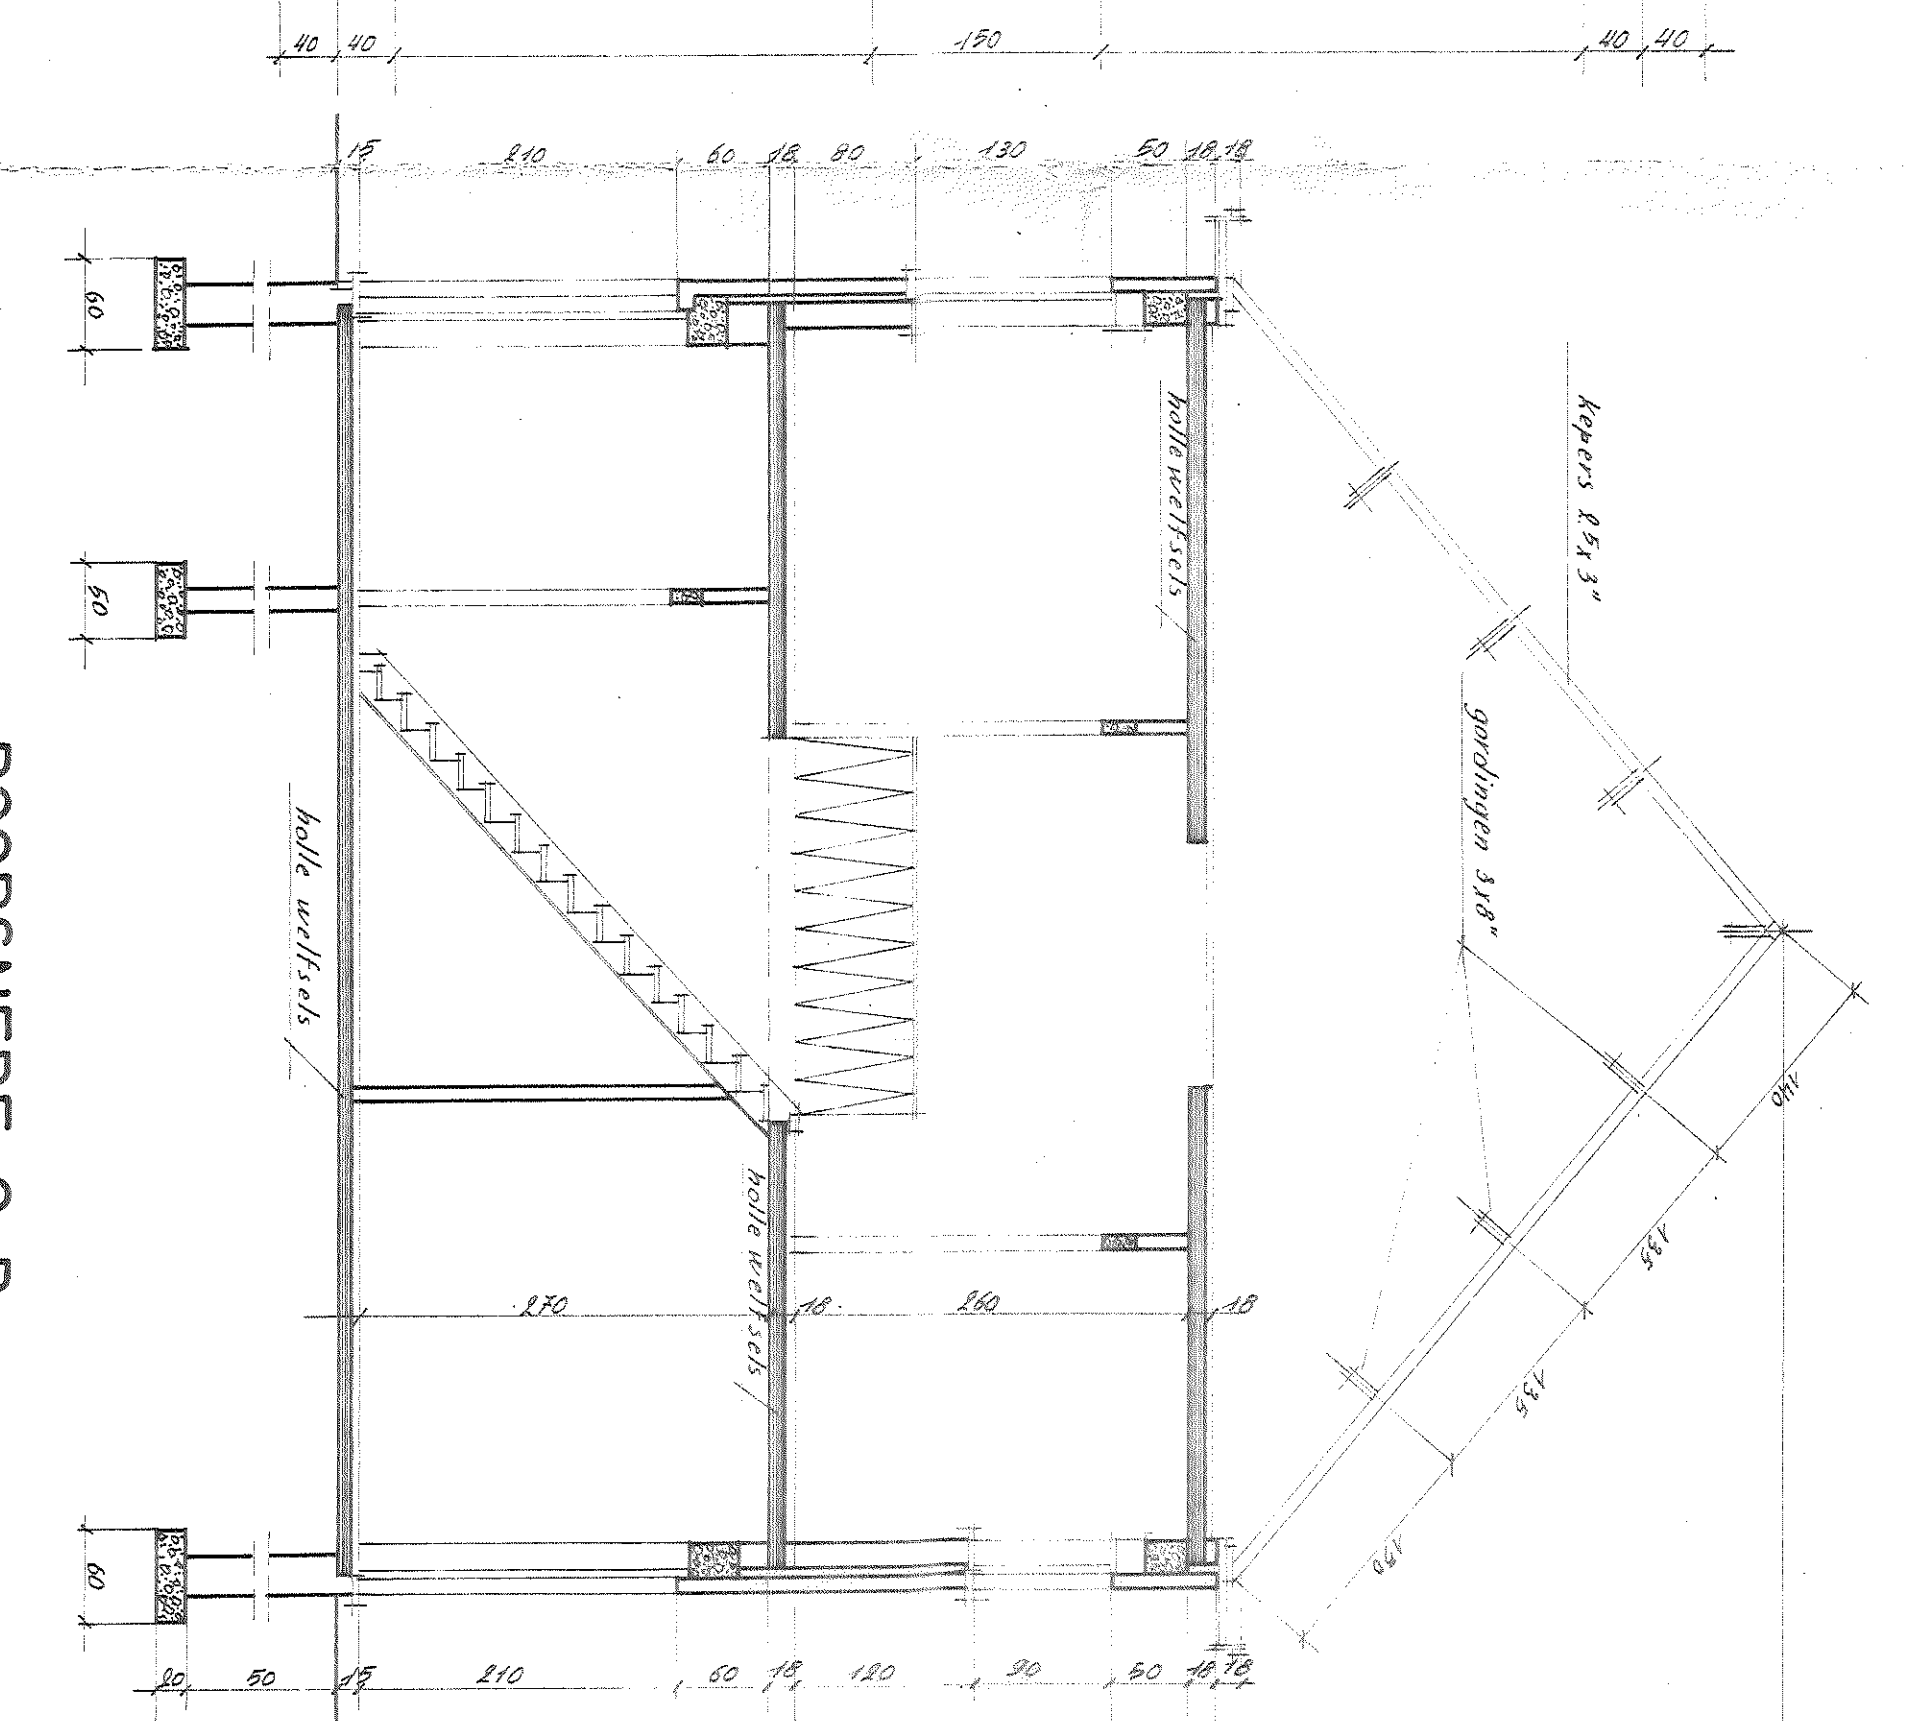 40 40 150 40 40
15 210 60 18 80 130 50 18 18
60
50
60
kepers 2.5x3"
gordingen 3x8"
holle welfsels
holle welfsels
holle welfsels
270 18 260 18
140
135
135
150
20 50 15 210 60 18 120 90 50 18 18
DOORSNEDE C D